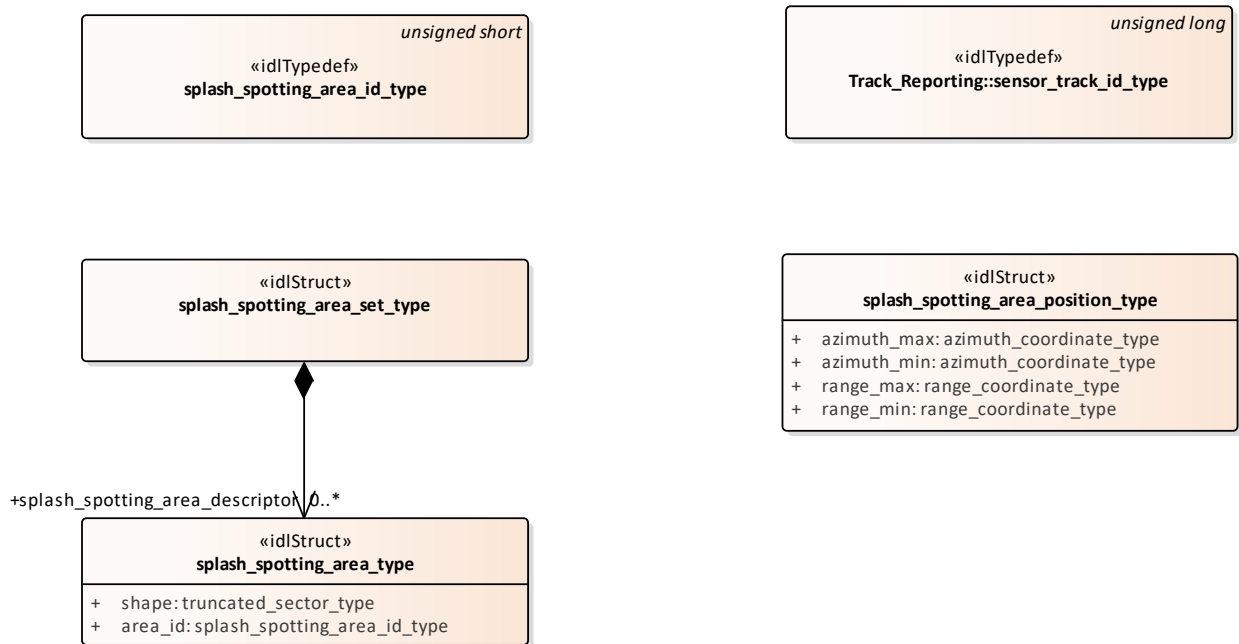 unsigned short
«idlTypedef»
splash_spotting_area_id_type
unsigned long
«idlTypedef»
Track_Reporting::sensor_track_id_type
«idlStruct»
splash_spotting_area_set_type
«idlStruct»
splash_spotting_area_position_type
+ azimuth_max: azimuth_coordinate_type
+ azimuth_min: azimuth_coordinate_type
+ range_max: range_coordinate_type
+ range_min: range_coordinate_type
+splash_spotting_area_descriptor 0..*
«idlStruct»
splash_spotting_area_type
+ shape: truncated_sector_type
+ area_id: splash_spotting_area_id_type